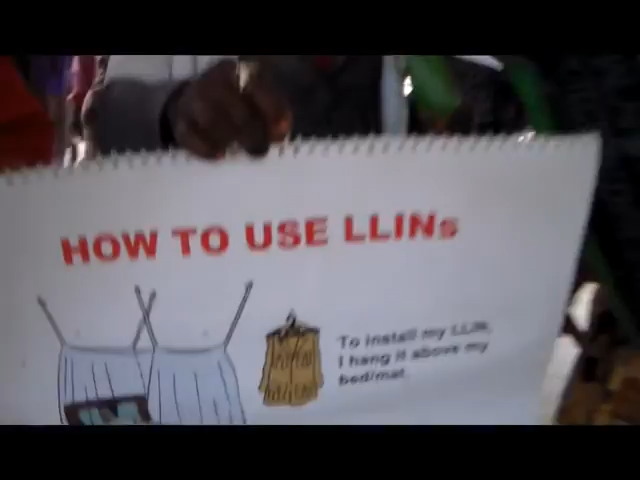 HOW TO USE LLINs
To install my LLIN,
I hang it above my
bed/mat